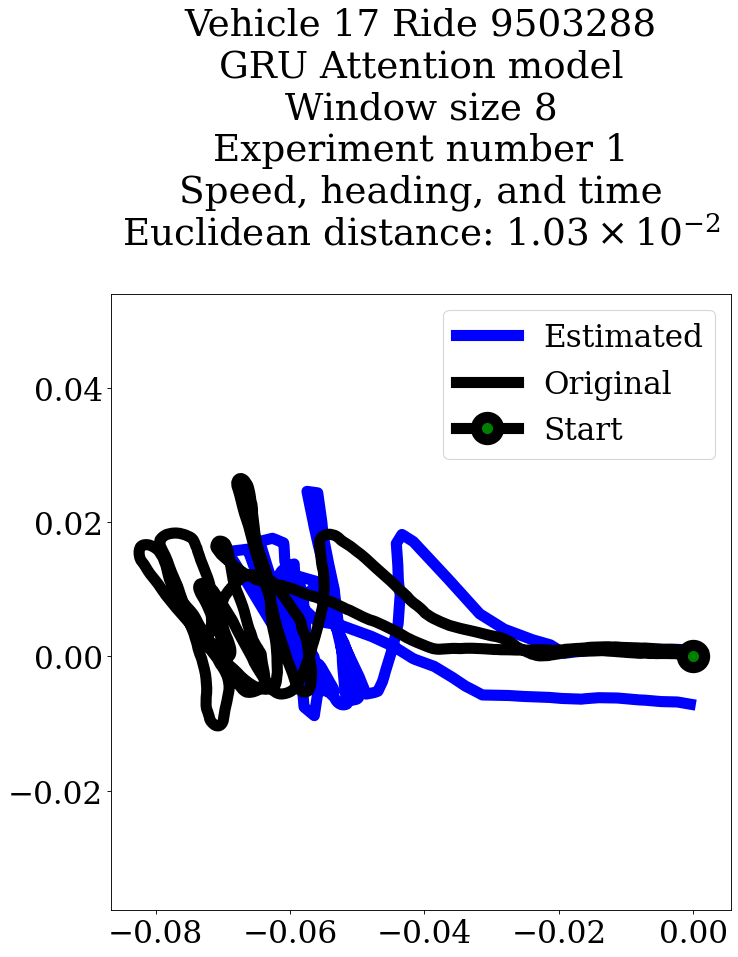 Vehicle 17 Ride 9503288
GRU Attention model
Window size 8
Experiment number 1
Speed, heading, and time
Euclidean distance: 1.03 × 10⁻²
Estimated
Original
Start
0.04
0.02
0.00
−0.02
−0.08 −0.06 −0.04 −0.02 0.00